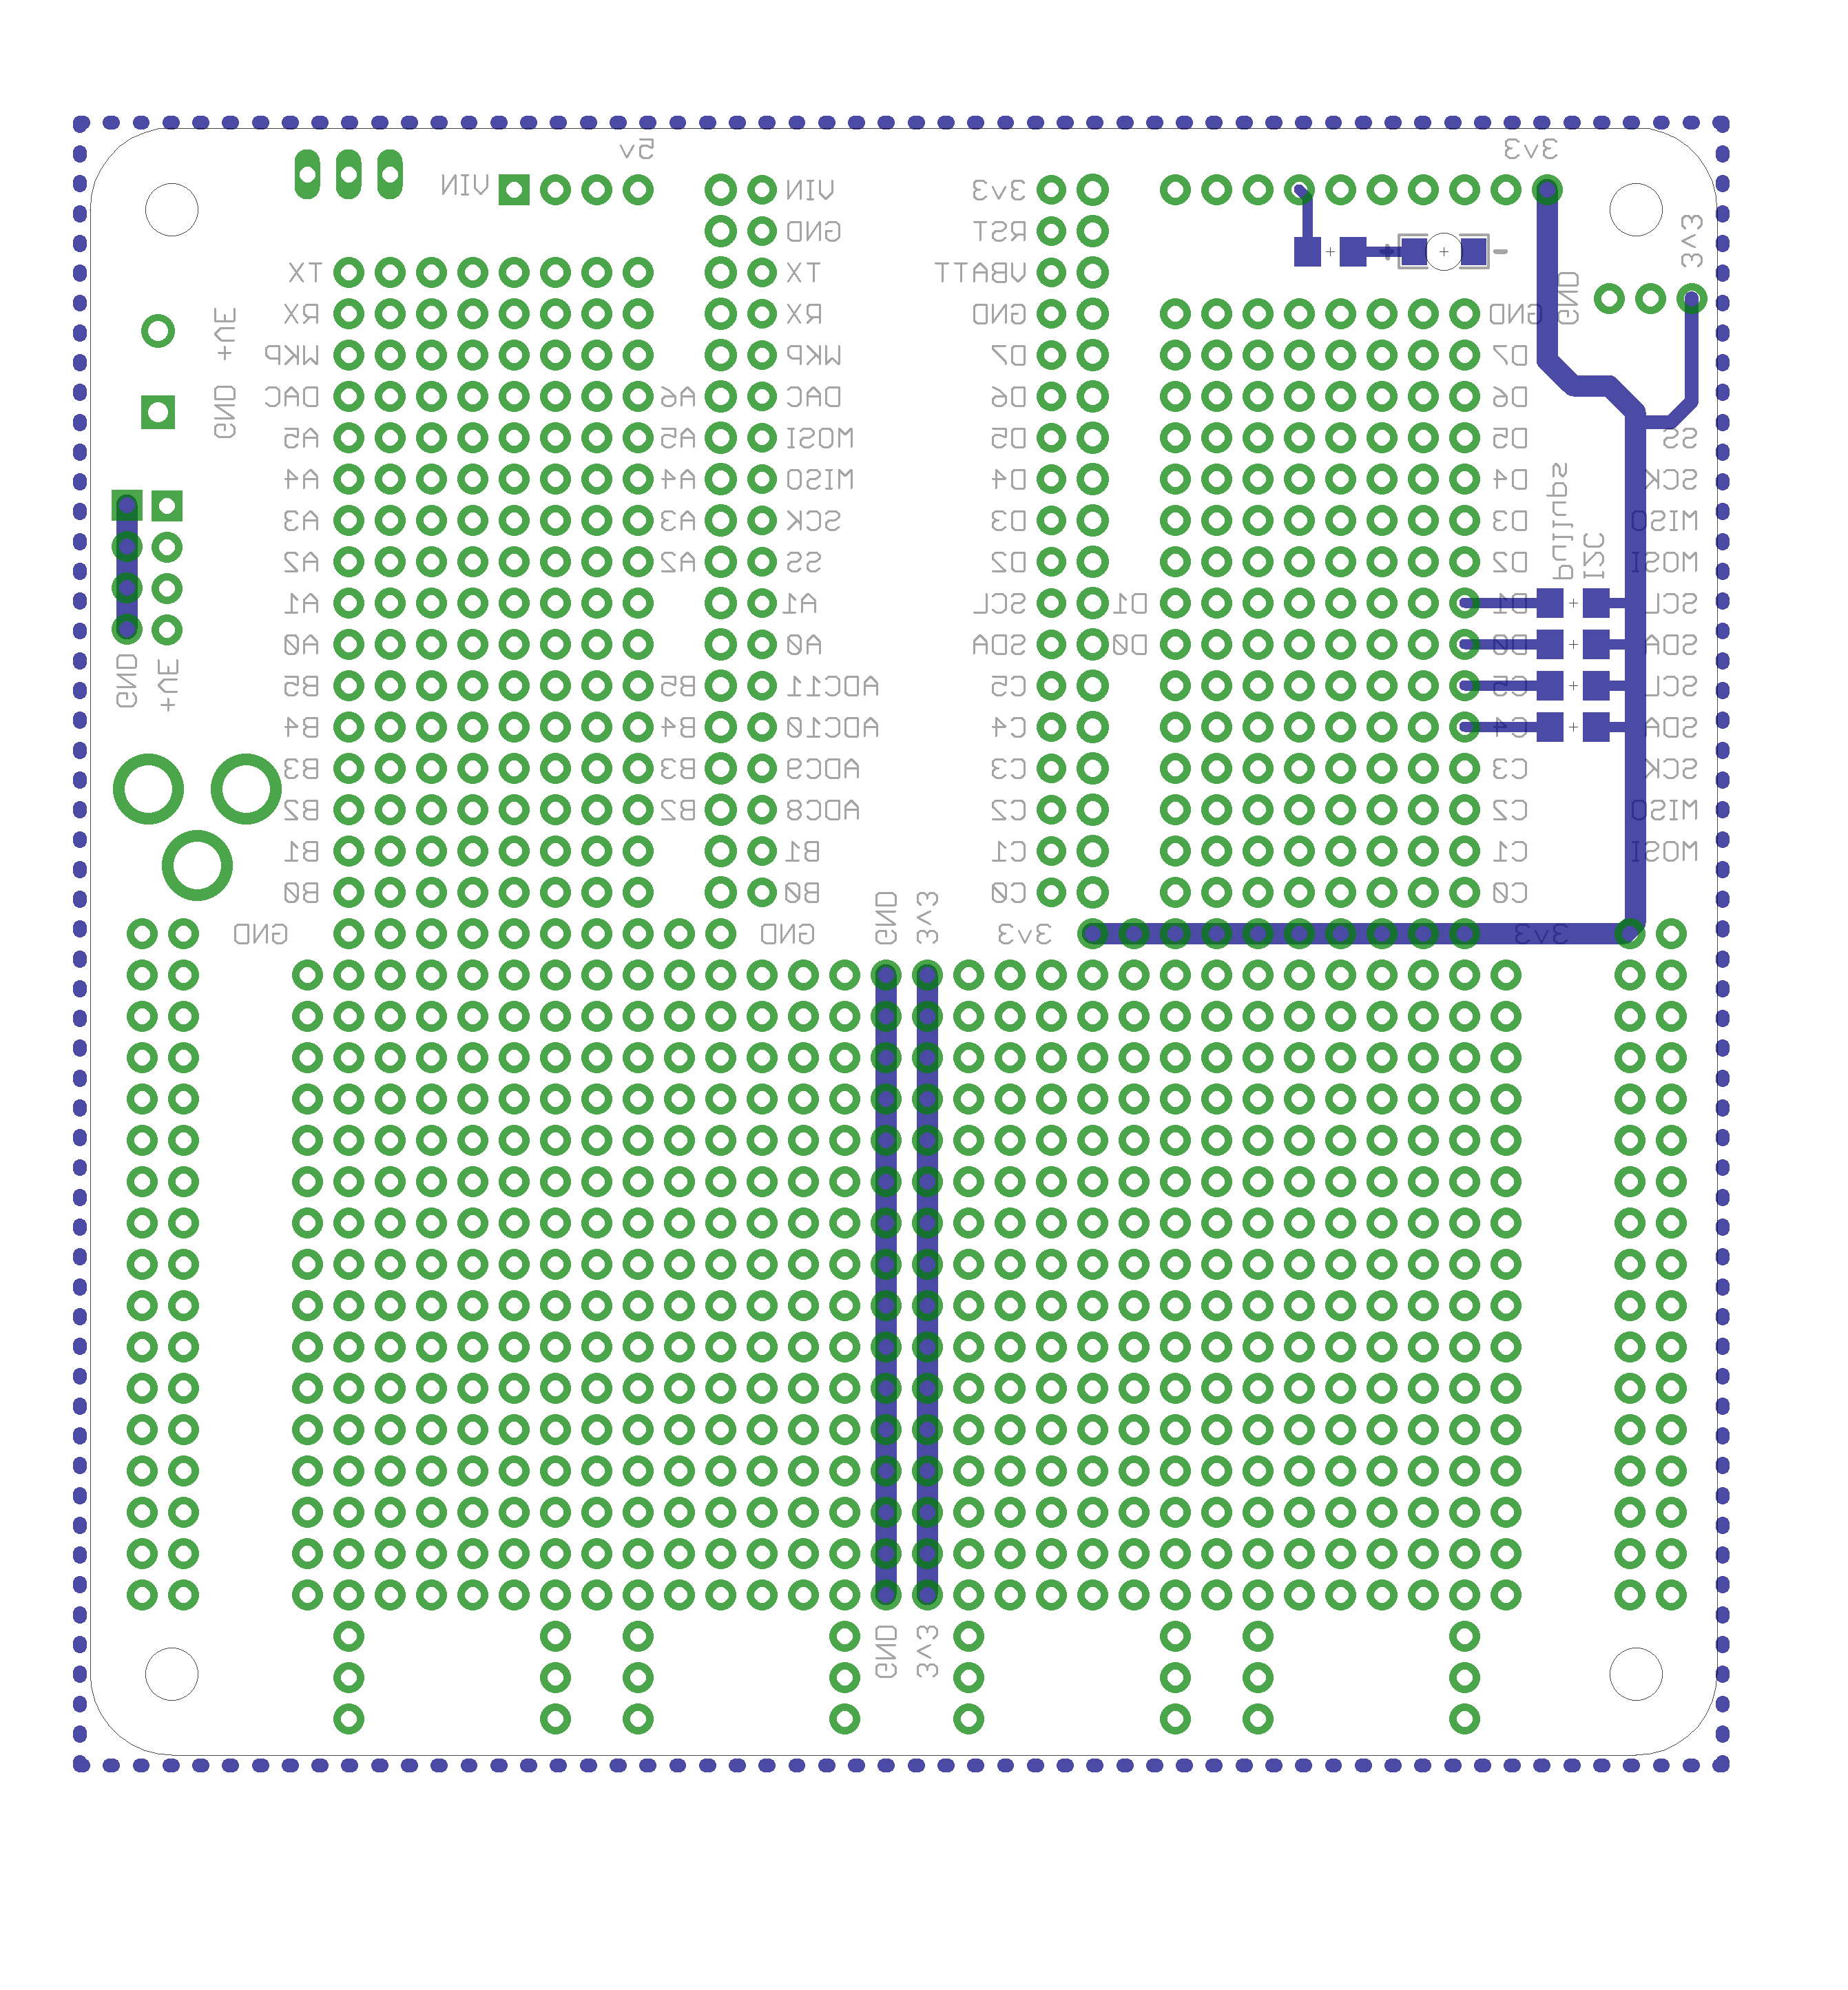 5v 3v3
VIN VIN 3v3
GND RST 3v3
TX TX VBATT
RX RX GND GND GND
+VE
WKP WKP D7 D7
DAC A6 DAC D6 D6
GND
A5 A5 MOSI D5 D5 SS
A4 A4 MISO D4 D4 SCK
A3 A3 SCK D3 D3 MISO
A2 A2 SS D2 D2 MOSI
Pullups
I2C
A1 A1 SCL D1 D1 SCL
A0 A0 SDA D0 D0 SDA
GND +VE
B5 B5 ADC11 C5 C5 SCL
B4 B4 ADC10 C4 C4 SDA
B3 B3 ADC9 C3 C3 SCK
B2 B2 ADC8 C2 C2 MISO
B1 B1 C1 C1 MOSI
B0 B0 C0 C0
GND GND GND 3v3 3v3 3v3
GND 3v3